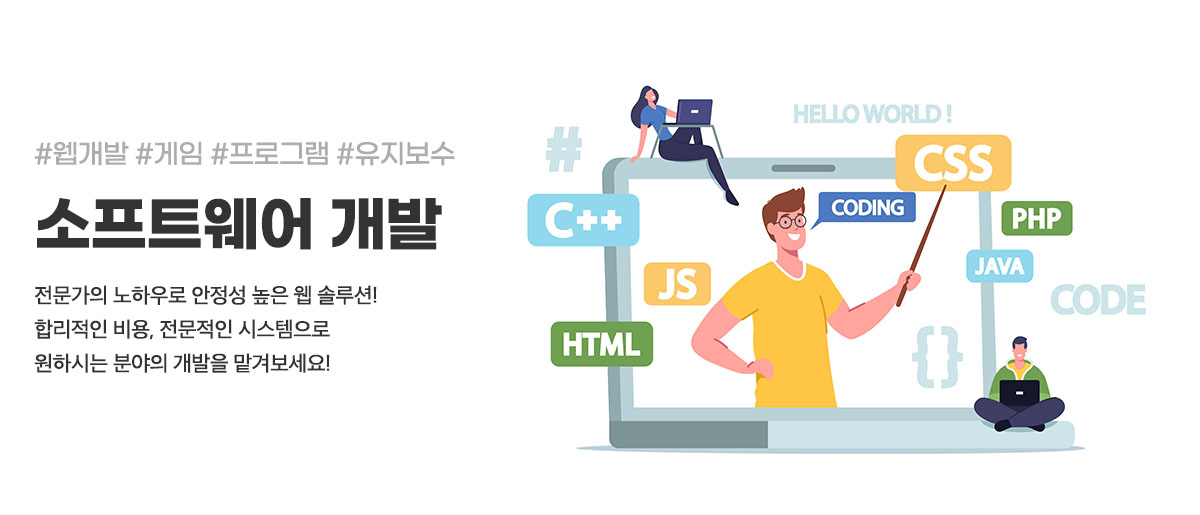 #웹개발 #게임 #프로그램 #유지보수
소프트웨어 개발
전문가의 노하우로 안정성 높은 웹 솔루션!
합리적인 비용, 전문적인 시스템으로
원하시는 분야의 개발을 맡겨보세요!
HELLO WORLD !
#
CSS
C++
CODING
PHP
JAVA
JS
CODE
HTML
{}